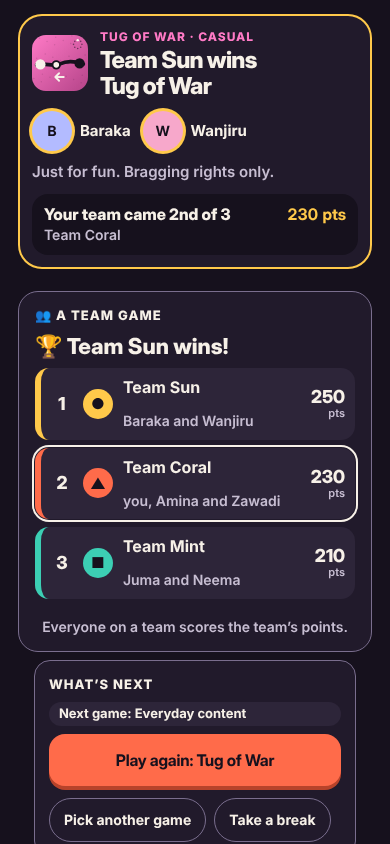 TUG OF WAR · CASUAL
Team Sun wins
Tug of War
B Baraka W Wanjiru
Just for fun. Bragging rights only.
Your team came 2nd of 3 230 pts
Team Coral
👥 A TEAM GAME
🏆 Team Sun wins!
1 Team Sun 250 pts
Baraka and Wanjiru
2 Team Coral 230 pts
you, Amina and Zawadi
3 Team Mint 210 pts
Juma and Neema
Everyone on a team scores the team’s points.
WHAT’S NEXT
Next game: Everyday content
Play again: Tug of War
Pick another game Take a break